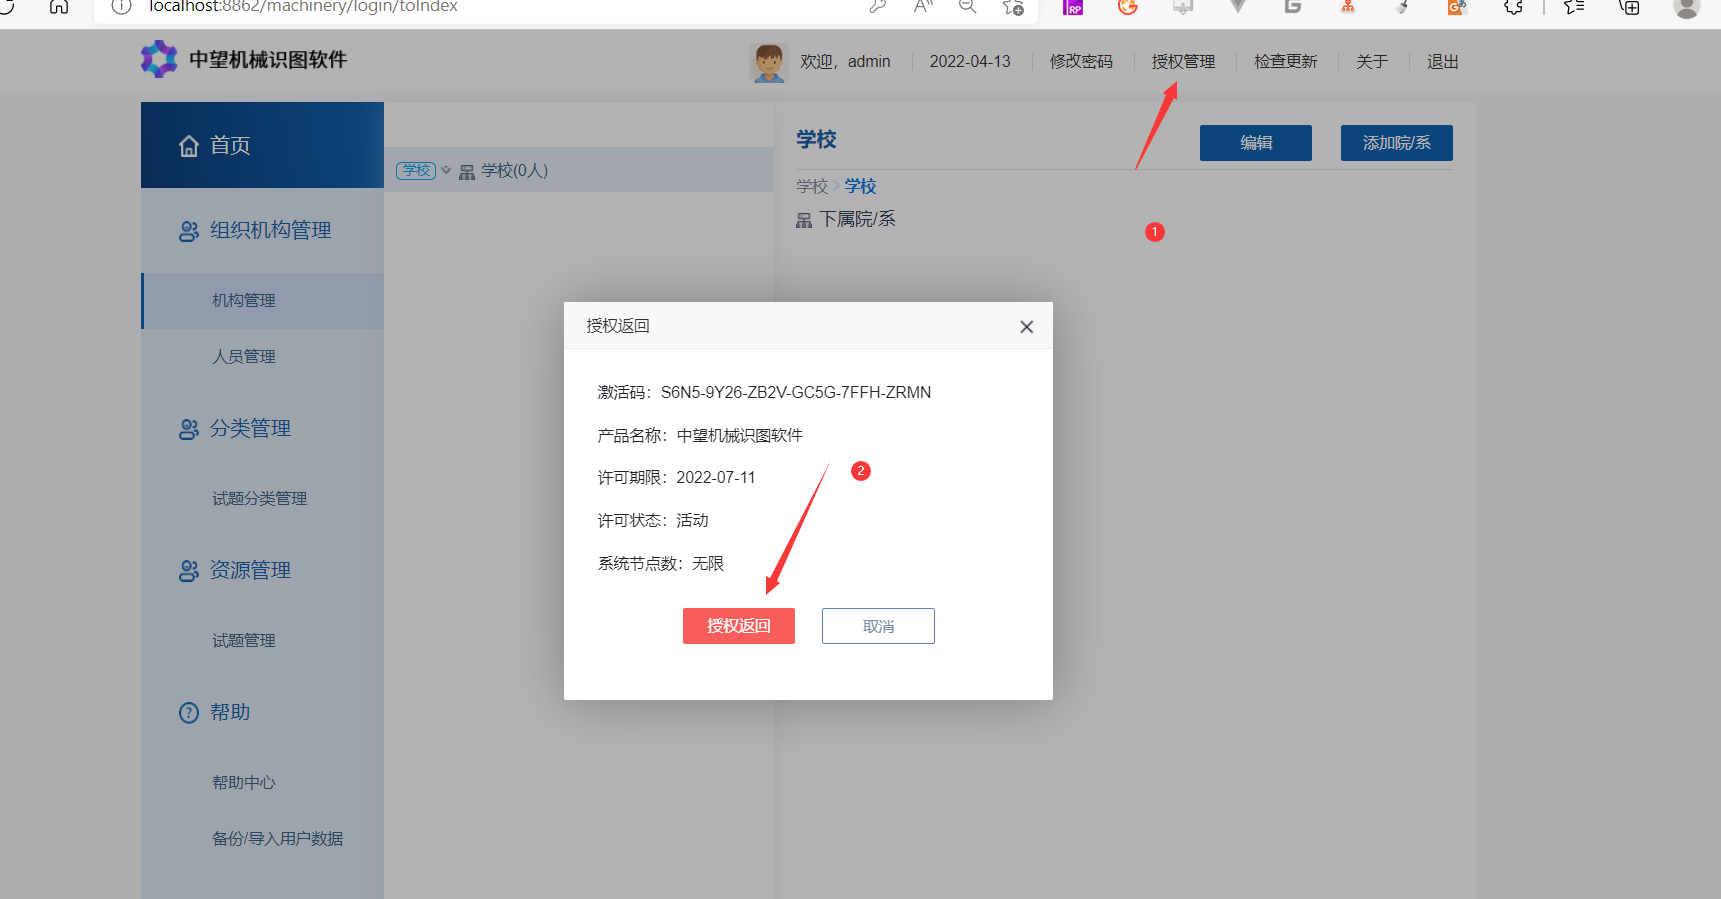 localhost:8862/machinery/login/toIndex
中望机械识图软件
欢迎，admin
2022-04-13
修改密码
授权管理
检查更新
关于
退出
首页
组织机构管理
机构管理
人员管理
分类管理
试题分类管理
资源管理
试题管理
帮助
帮助中心
备份/导入用户数据
学校
学校(0人)
学校
编辑
添加院/系
学校 > 学校
下属院/系
1
授权返回
激活码：S6N5-9Y26-ZB2V-GC5G-7FFH-ZRMN
产品名称：中望机械识图软件
许可期限：2022-07-11
许可状态：活动
系统节点数：无限
2
授权返回
取消